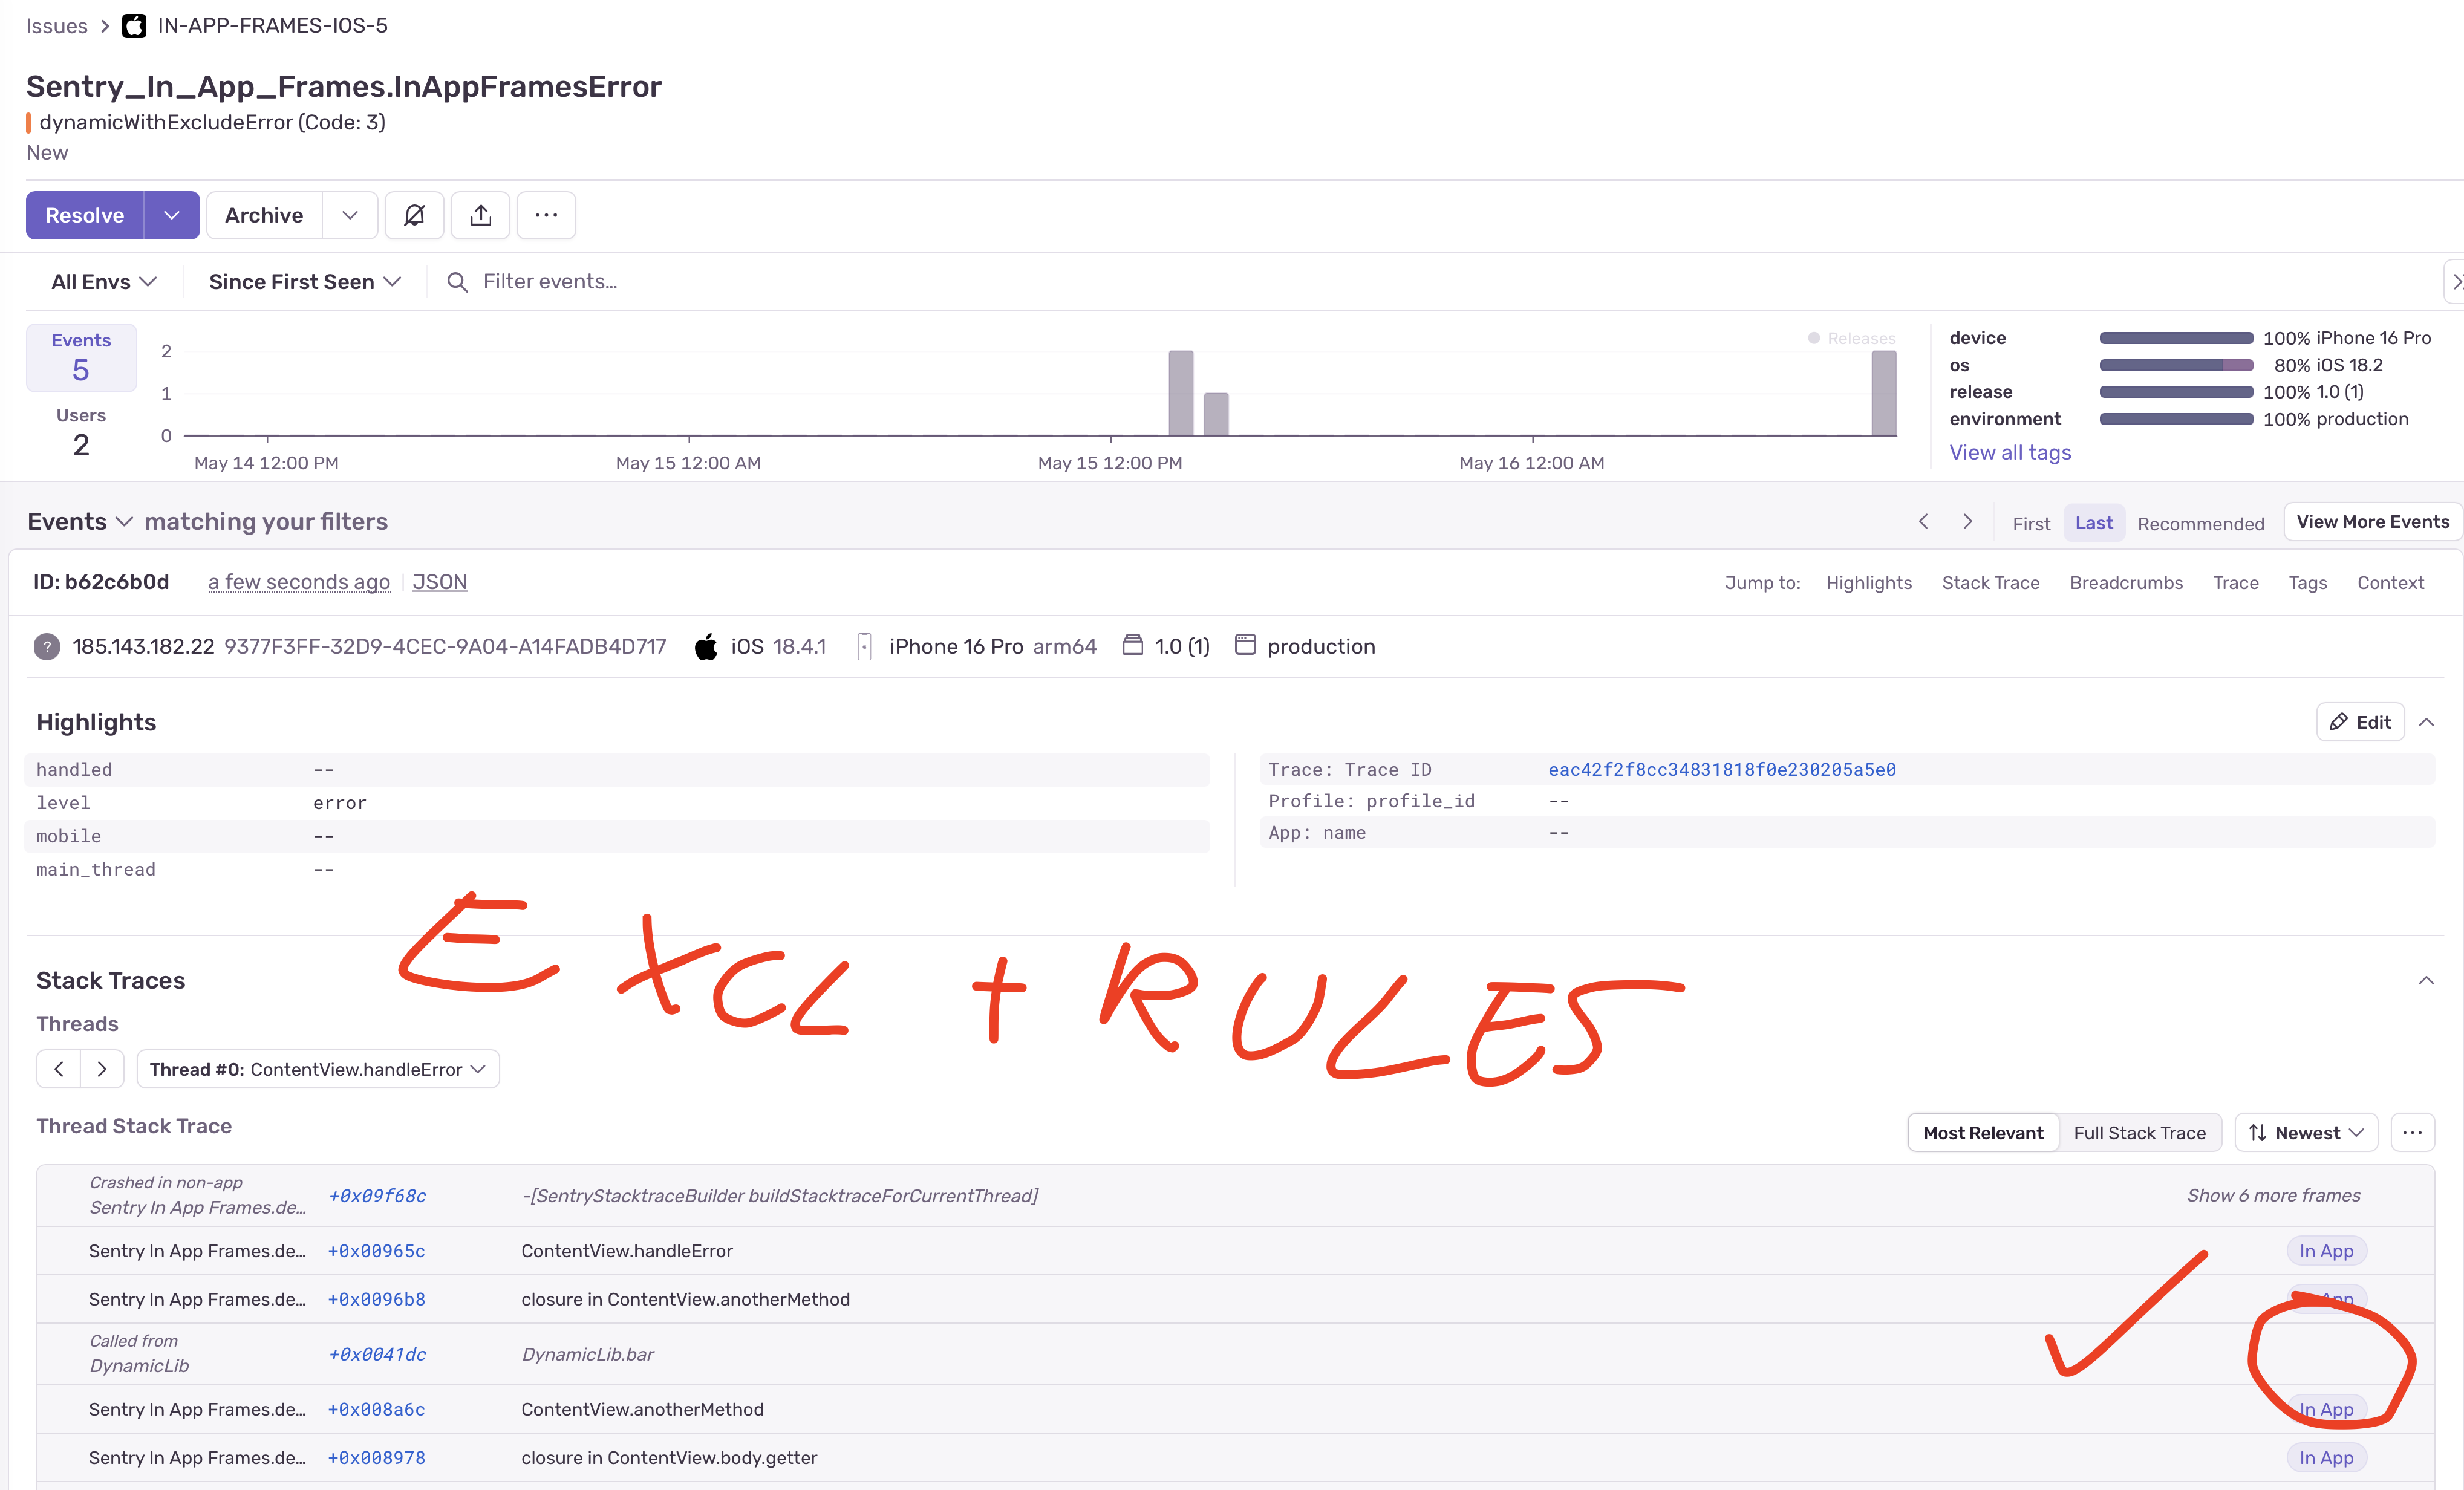 Issues > IN-APP-FRAMES-IOS-5
Sentry_In_App_Frames.InAppFramesError
dynamicWithExcludeError (Code: 3)
New
Resolve Archive ...
All Envs Since First Seen Filter events...
Events
5
Users
2
2
1
0
Releases
May 14 12:00 PM May 15 12:00 AM May 15 12:00 PM May 16 12:00 AM
device 100% iPhone 16 Pro
os 80% iOS 18.2
release 100% 1.0 (1)
environment 100% production
View all tags
Events matching your filters
First Last Recommended View More Events
ID: b62c6b0d a few seconds ago JSON
Jump to: Highlights Stack Trace Breadcrumbs Trace Tags Context
? 185.143.182.22 9377F3FF-32D9-4CEC-9A04-A14FADB4D717 iOS 18.4.1 iPhone 16 Pro arm64 1.0 (1) production
Highlights
Edit
handled --
level error
mobile --
main_thread --
Trace: Trace ID eac42f2f8cc34831818f0e230205a5e0
Profile: profile_id --
App: name --
EXCL + RULES
Stack Traces
Threads
Thread #0: ContentView.handleError
Thread Stack Trace
Most Relevant Full Stack Trace Newest ...
Crashed in non-app
Sentry In App Frames.de... +0x09f68c -[SentryStacktraceBuilder buildStacktraceForCurrentThread] Show 6 more frames
Sentry In App Frames.de... +0x00965c ContentView.handleError In App
Sentry In App Frames.de... +0x0096b8 closure in ContentView.anotherMethod In App
Called from
DynamicLib +0x0041dc DynamicLib.bar
Sentry In App Frames.de... +0x008a6c ContentView.anotherMethod In App
Sentry In App Frames.de... +0x008978 closure in ContentView.body.getter In App